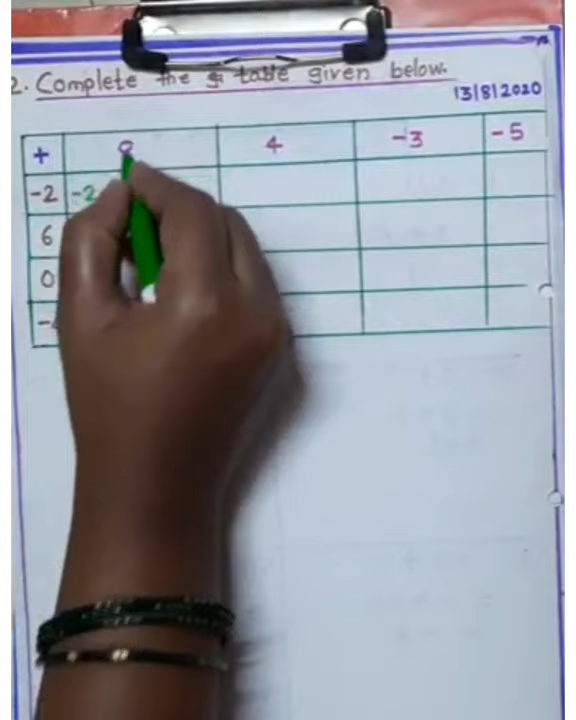 2. Complete the table given below.
13/8/2020
+ 4 -3 -5
-2 -2
6
0